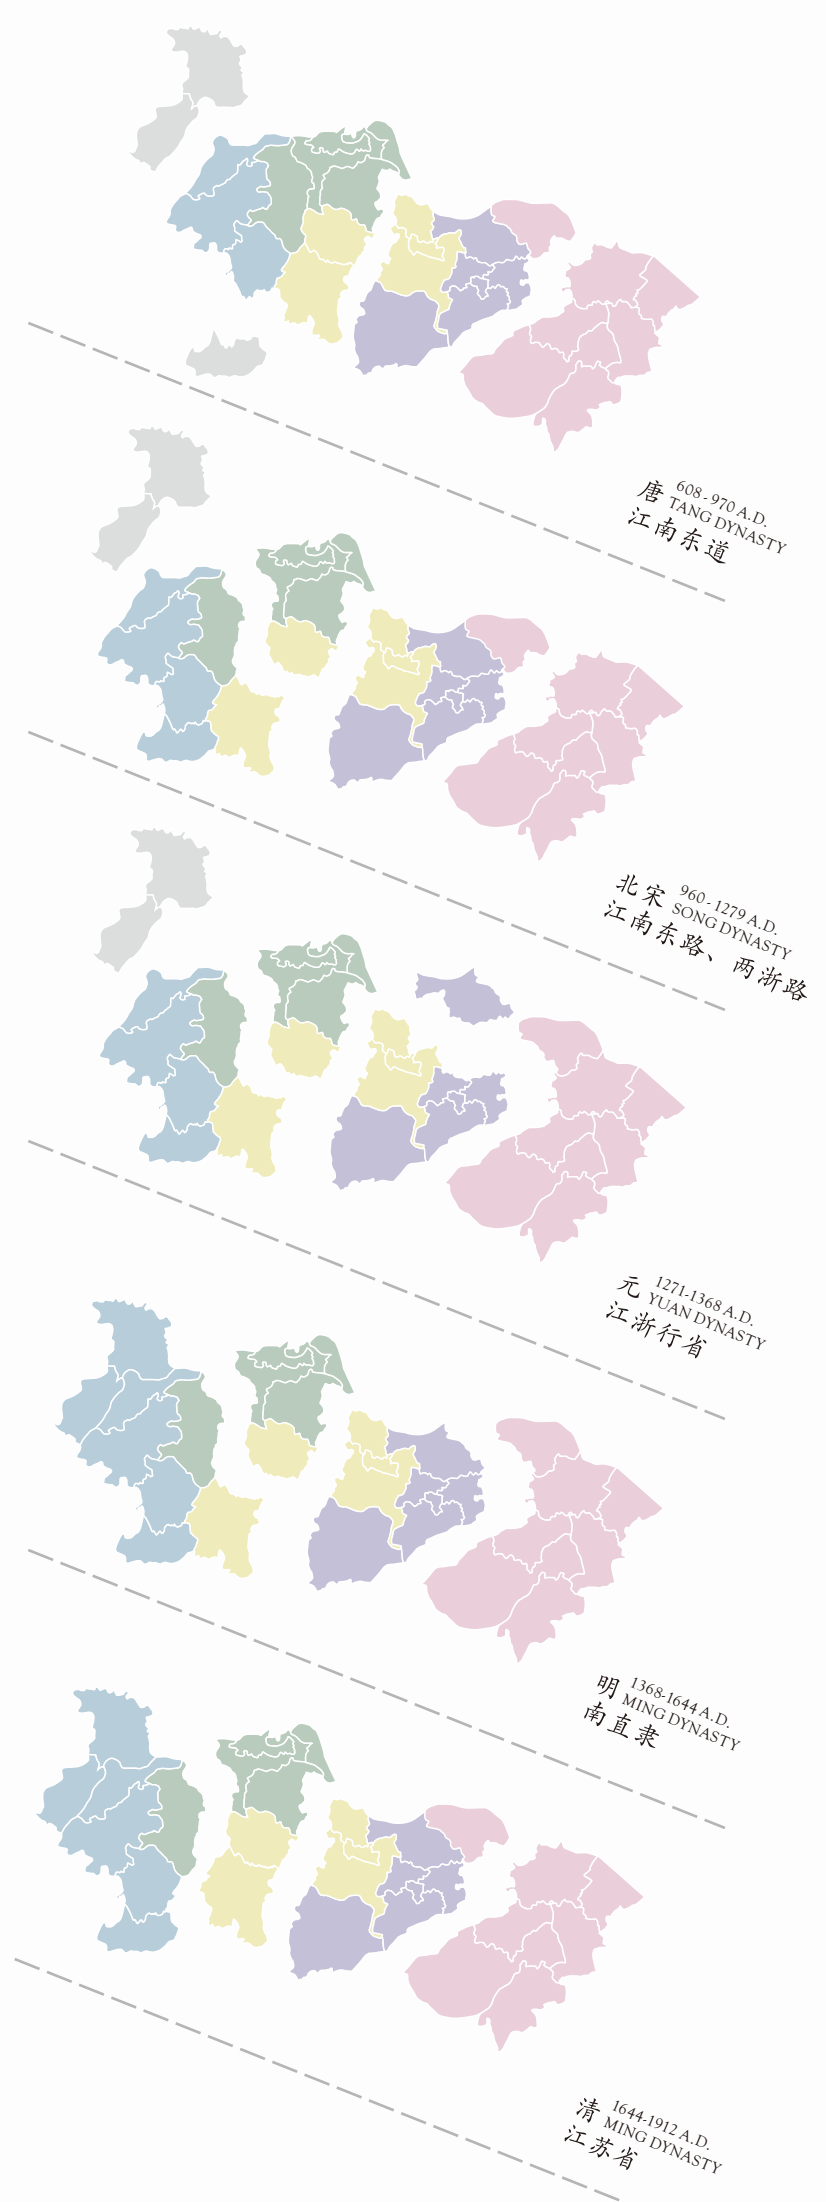 唐 608-970 A.D.
TANG DYNASTY
江南东道
北宋 960-1279 A.D.
SONG DYNASTY
江南东路、两浙路
元 1271-1368 A.D.
YUAN DYNASTY
江浙行省
明 1368-1644 A.D.
MING DYNASTY
南直隶
清 1644-1912 A.D.
MING DYNASTY
江苏省